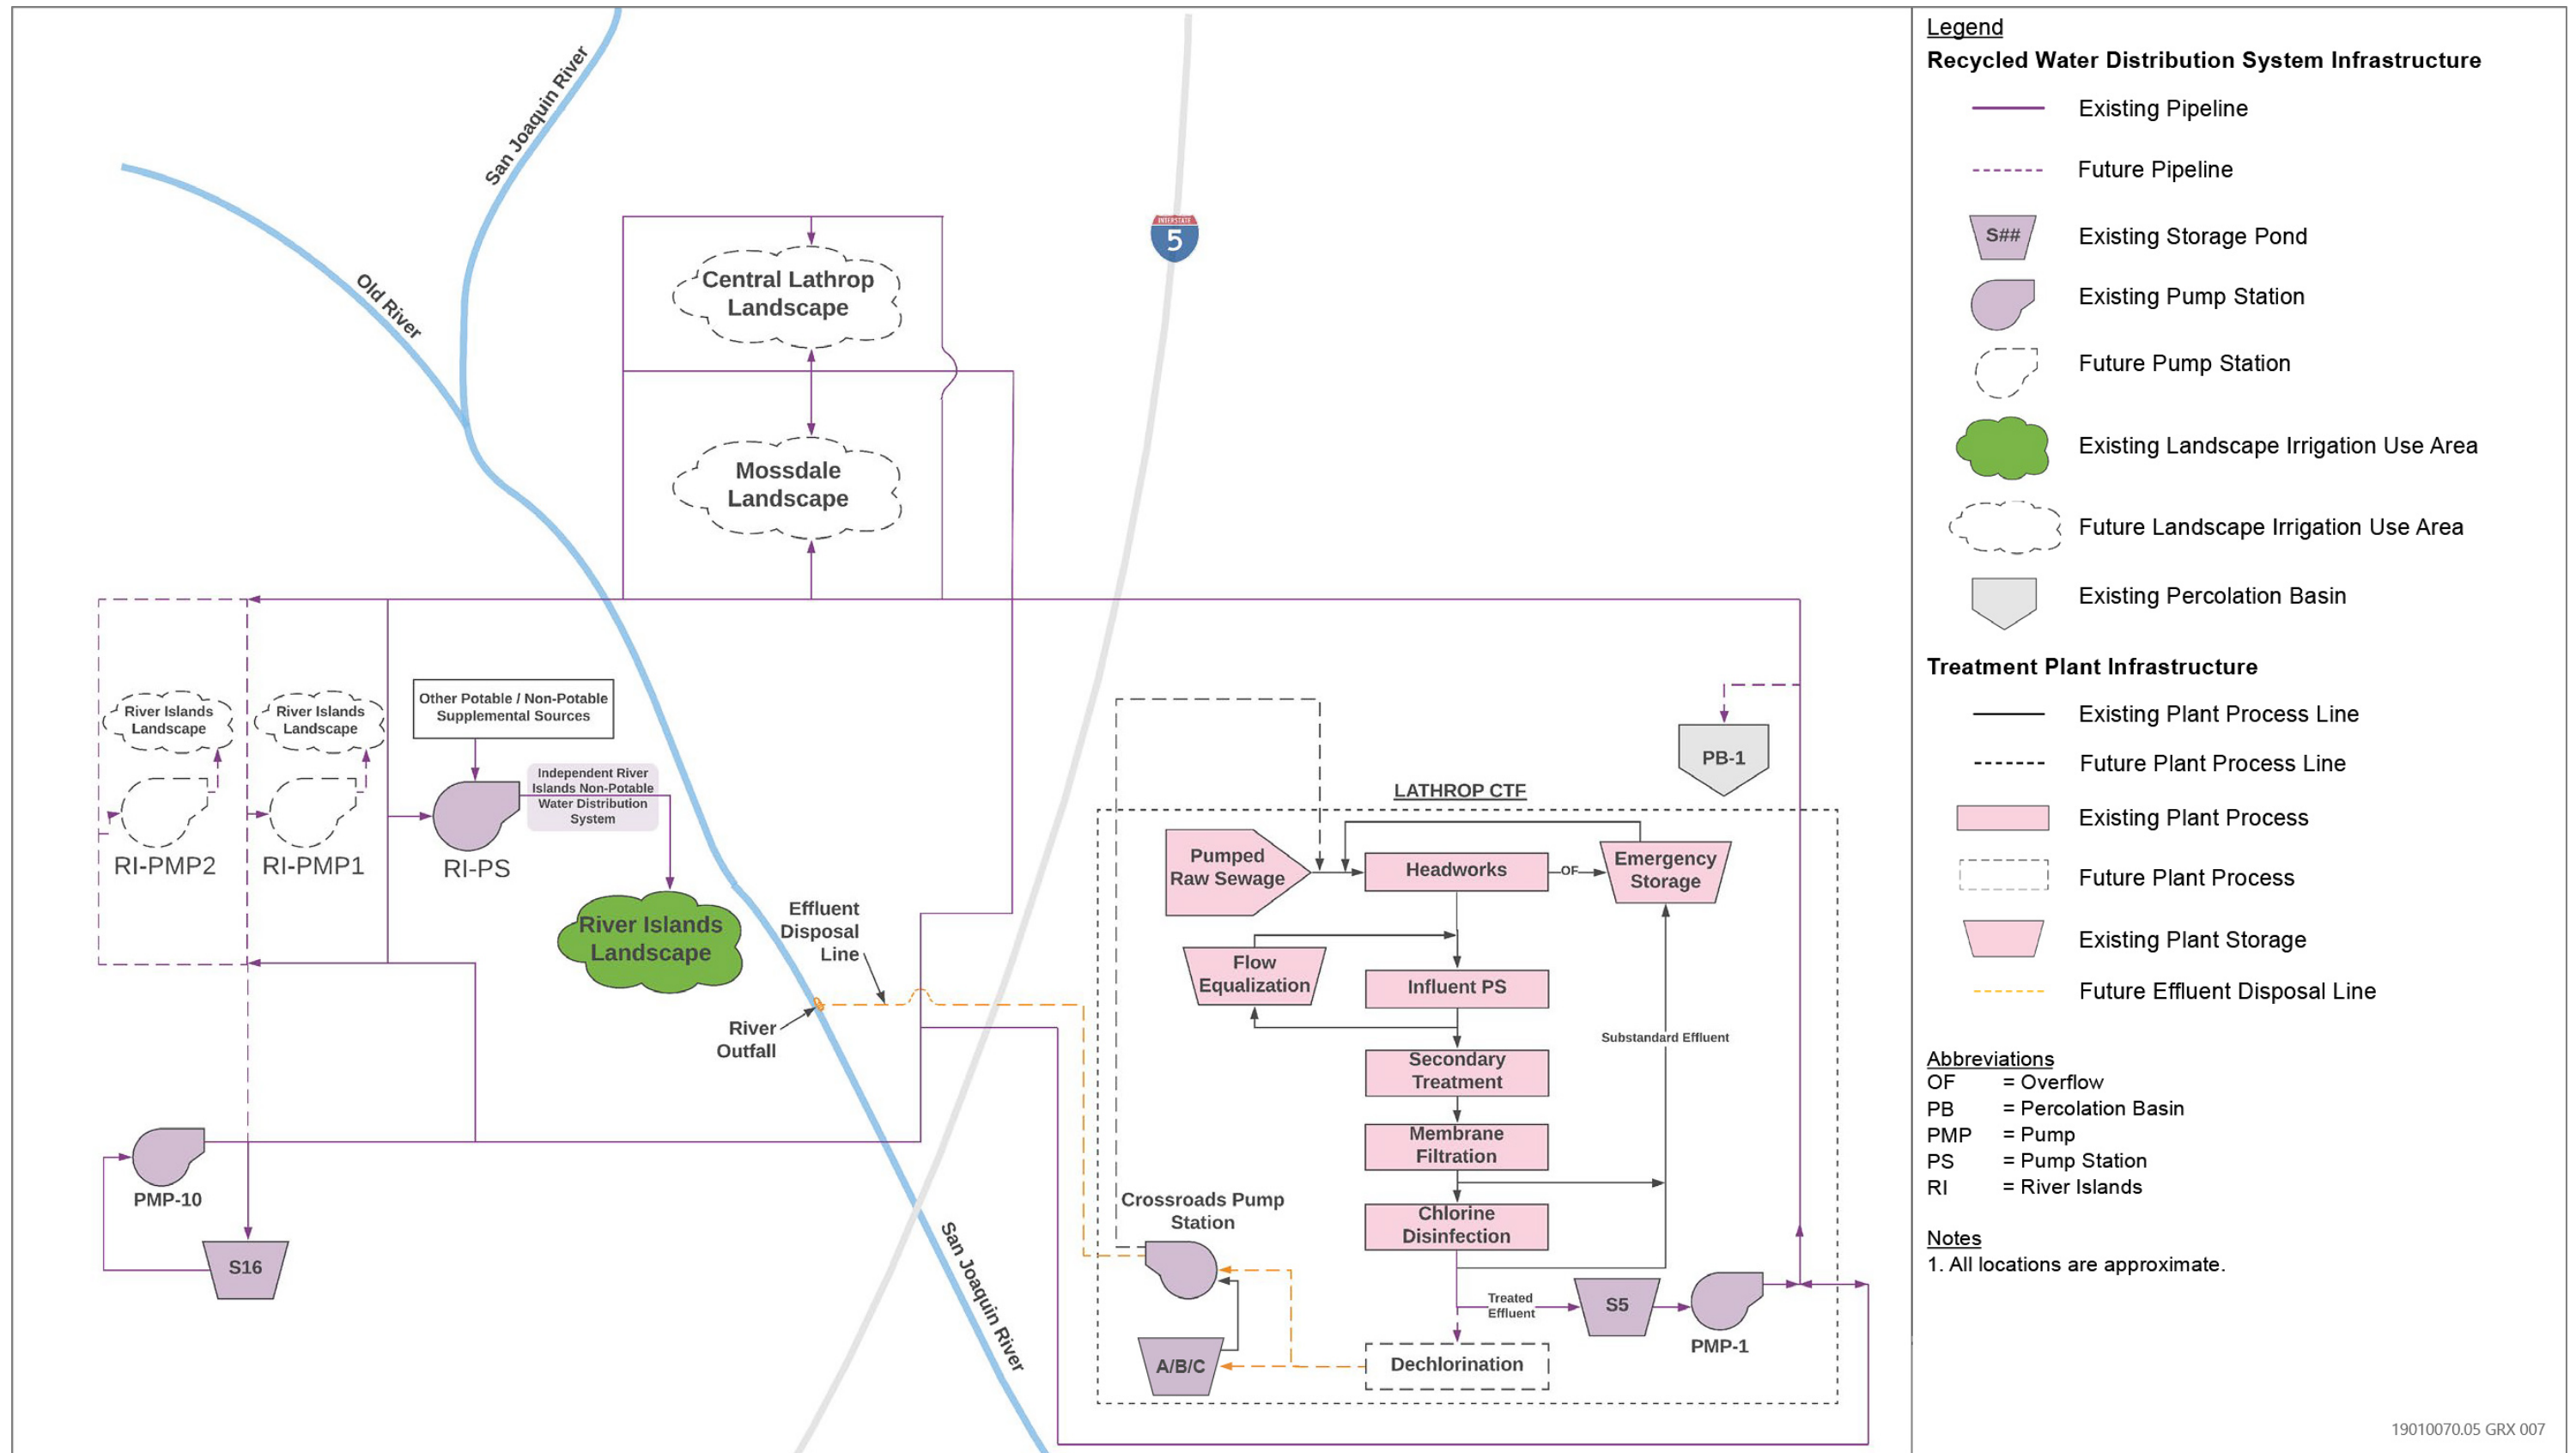 San Joaquin River
Old River
INTERSTATE
5
Central Lathrop
Landscape
Mossdale
Landscape
River Islands
Landscape
River Islands
Landscape
Other Potable / Non-Potable
Supplemental Sources
Independent River
Islands Non-Potable
Water Distribution
System
RI-PMP2
RI-PMP1
RI-PS
River Islands
Landscape
Effluent
Disposal
Line
River
Outfall
PMP-10
S16
San Joaquin River
PB-1
LATHROP CTF
Pumped
Raw Sewage
Headworks
OF
Emergency
Storage
Flow
Equalization
Influent PS
Substandard Effluent
Secondary
Treatment
Membrane
Filtration
Chlorine
Disinfection
Crossroads Pump
Station
Treated
Effluent
S5
PMP-1
A/B/C
Dechlorination
Legend
Recycled Water Distribution System Infrastructure
Existing Pipeline
Future Pipeline
S## Existing Storage Pond
Existing Pump Station
Future Pump Station
Existing Landscape Irrigation Use Area
Future Landscape Irrigation Use Area
Existing Percolation Basin
Treatment Plant Infrastructure
Existing Plant Process Line
Future Plant Process Line
Existing Plant Process
Future Plant Process
Existing Plant Storage
Future Effluent Disposal Line
Abbreviations
OF = Overflow
PB = Percolation Basin
PMP = Pump
PS = Pump Station
RI = River Islands
Notes
1. All locations are approximate.
19010070.05 GRX 007